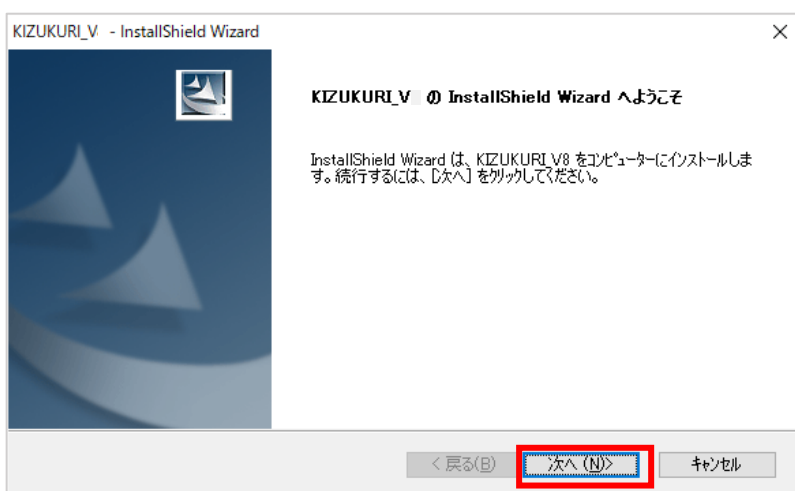 KIZUKURI_V - InstallShield Wizard
KIZUKURI_V の InstallShield Wizard へようこそ
InstallShield Wizard は、KIZUKURI_V8 をコンピューターにインストールしま
す。続行するには、[次へ] をクリックしてください。
< 戻る(B)
次へ (N)>
キャンセル